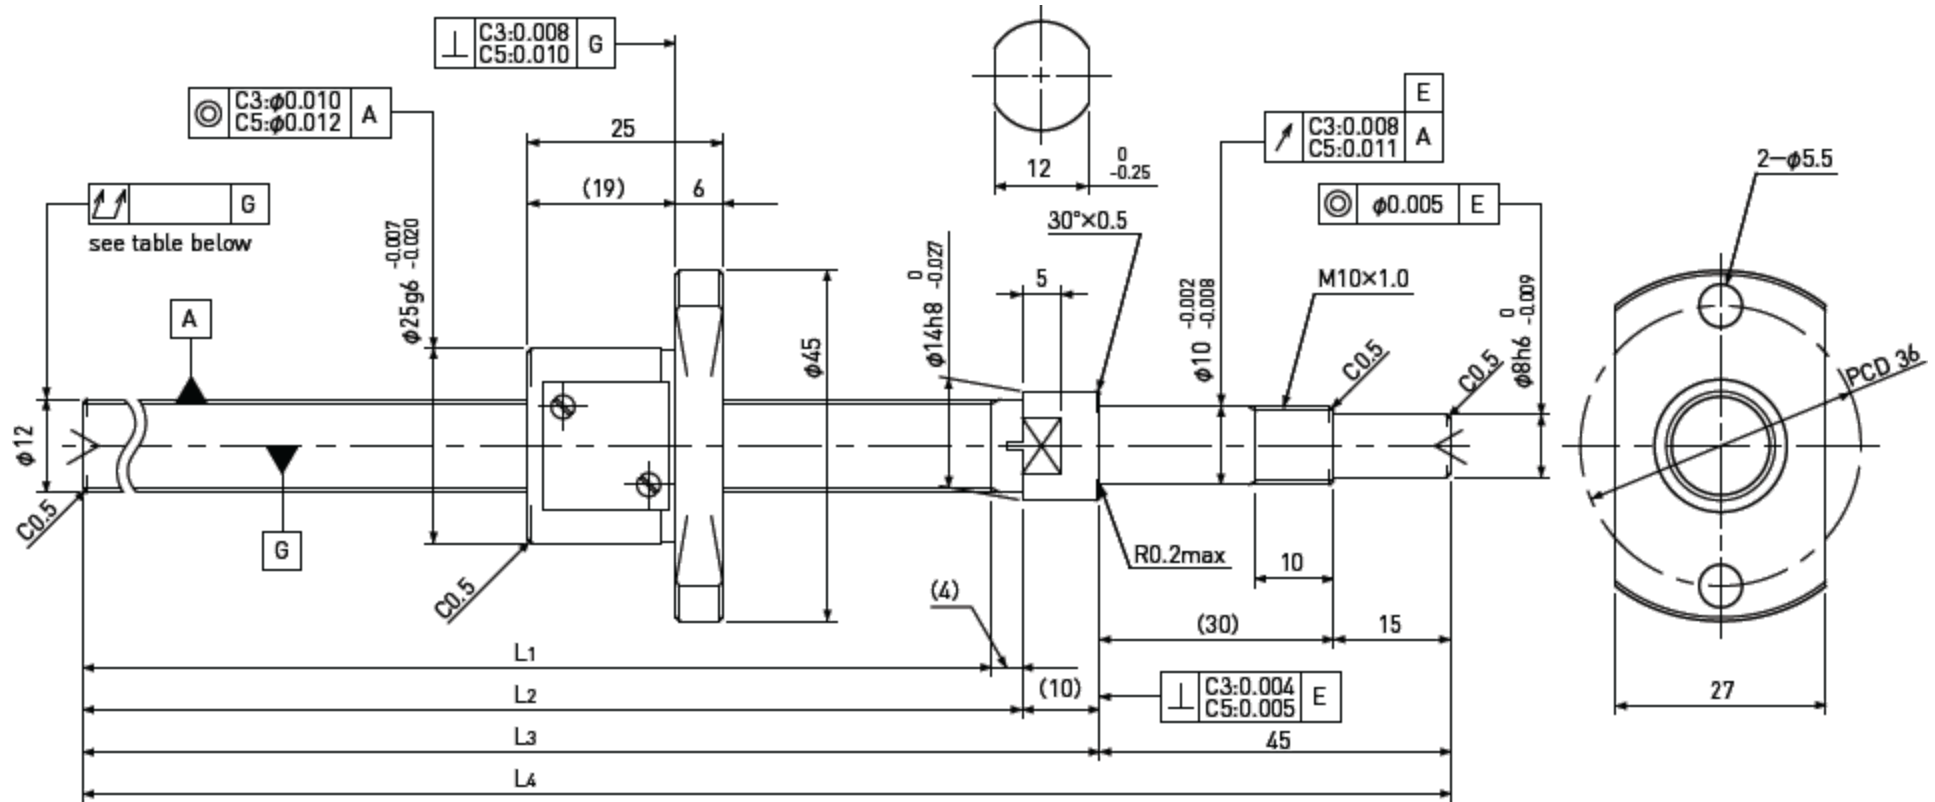 C3:0.008
C5:0.010
G
C3:φ0.010
C5:φ0.012
A
25
(19)
6
12
0
-0.25
E
C3:0.008
C5:0.011
A
2-φ5.5
G
see table below
φ0.005
E
30°×0.5
φ25g6 -0.007
-0.020
φ14h8 0
-0.027
5
M10×1.0
φ10 -0.002
-0.008
φ8h6 0
-0.009
A
φ45
C0.5
C0.5
PCD 36
φ12
C0.5
G
C0.5
R0.2max
10
(4)
(30)
15
L1
(10)
C3:0.004
C5:0.005
E
27
L2
L3
45
L4